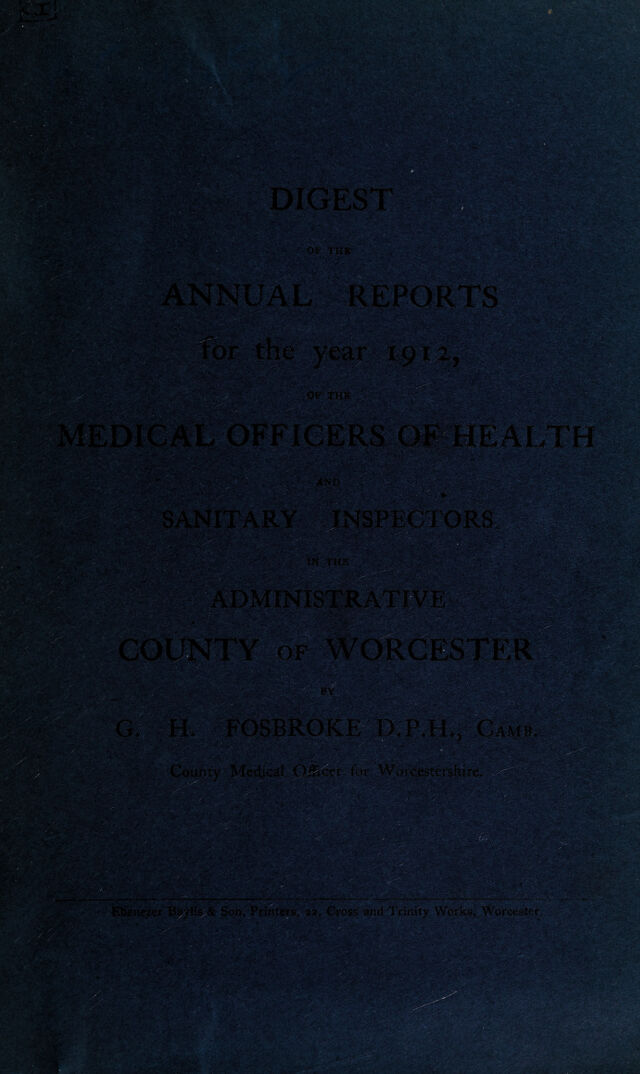 DIGEST
OF THE
ANNUAL REPORTS
for the year 1912,
OF THE
MEDICAL OFFICERS OF HEALTH
AND
SANITARY INSPECTORS
IN THE
ADMINISTRATIVE
COUNTY OF WORCESTER
BY
G. H. FOSBROKE D.P.H., CAMB.
County Medical Officer for Worcestershire.
Ebenezer Baylis & Son, Printers, 22, Cross and Trinity Works, Worcester.